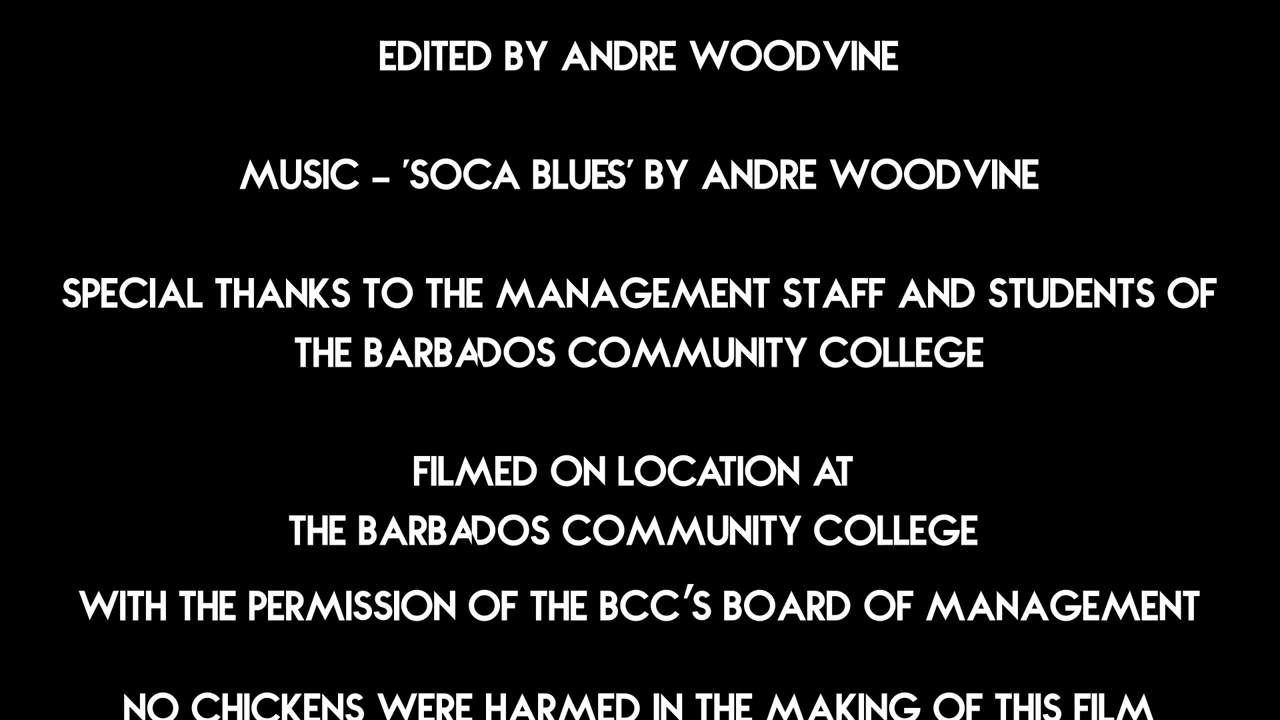 EDITED BY ANDRE WOODVINE
MUSIC – 'SOCA BLUES' BY ANDRE WOODVINE
SPECIAL THANKS TO THE MANAGEMENT STAFF AND STUDENTS OF
THE BARBADOS COMMUNITY COLLEGE
FILMED ON LOCATION AT
THE BARBADOS COMMUNITY COLLEGE
WITH THE PERMISSION OF THE BCC'S BOARD OF MANAGEMENT
NO CHICKENS WERE HARMED IN THE MAKING OF THIS FILM